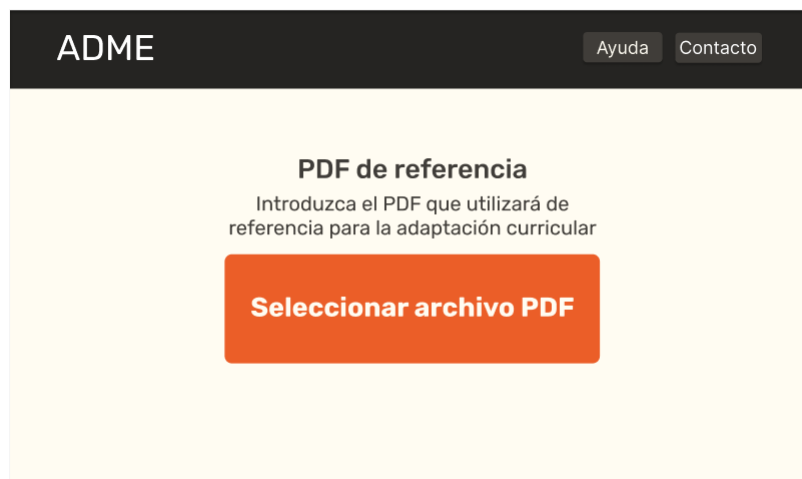 ADME
Ayuda
Contacto
PDF de referencia
Introduzca el PDF que utilizará de
referencia para la adaptación curricular
Seleccionar archivo PDF